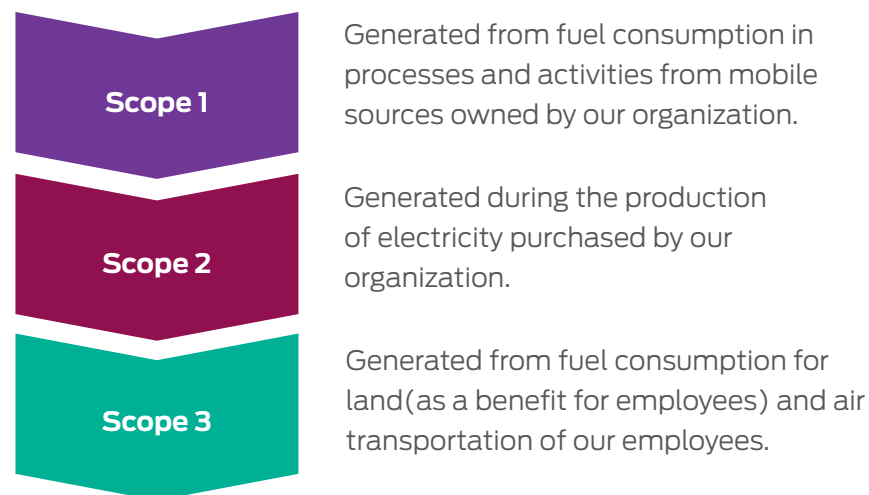 Scope 1
Generated from fuel consumption in
processes and activities from mobile
sources owned by our organization.
Scope 2
Generated during the production
of electricity purchased by our
organization.
Scope 3
Generated from fuel consumption for
land(as a benefit for employees) and air
transportation of our employees.